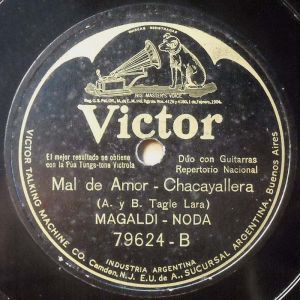 MARCAS REGISTRADAS
HIS MASTER'S VOICE
Victor
El mejor resultado se obtiene
con la Púa Tungs-tone Victrola
Dúo con Guitarras
Repertorio Nacional
Mal de Amor - Chacayallera
(A. y B. Tagle Lara)
MAGALDI - NODA
79624-B
INDUSTRIA ARGENTINA
VICTOR TALKING MACHINE CO. Camden, N.J. E.U. de A., SUCURSAL ARGENTINA, Buenos Aires